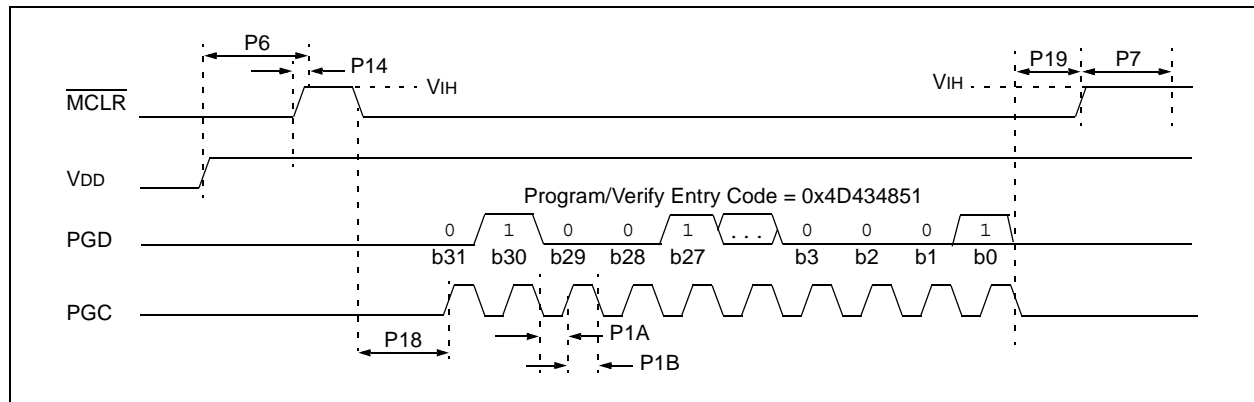 P6
P14
P19 P7
VIH VIH
MCLR
VDD
Program/Verify Entry Code = 0x4D434851
PGD 0 1 0 0 1 ... 0 0 0 1
b31 b30 b29 b28 b27 b3 b2 b1 b0
PGC
P18 P1A
P1B